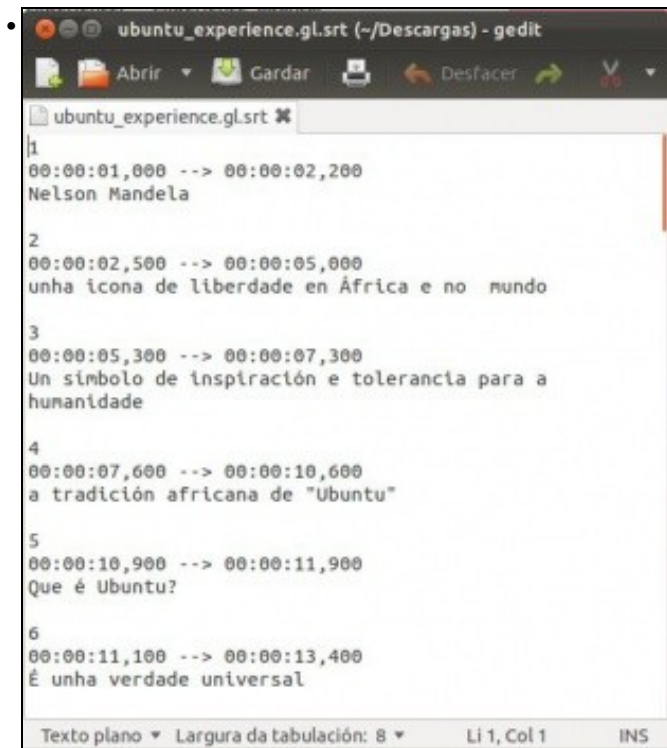 ubuntu_experience.gl.srt (~/Descargas) - gedit
Abrir Gardar Desfacer
ubuntu_experience.gl.srt
1
00:00:01,000 --> 00:00:02,200
Nelson Mandela
2
00:00:02,500 --> 00:00:05,000
unha icona de liberdade en África e no  mundo
3
00:00:05,300 --> 00:00:07,300
Un símbolo de inspiración e tolerancia para a
humanidade
4
00:00:07,600 --> 00:00:10,600
a tradición africana de "Ubuntu"
5
00:00:10,900 --> 00:00:11,900
Que é Ubuntu?
6
00:00:11,100 --> 00:00:13,400
É unha verdade universal
Texto plano Largura da tabulación: 8 Li 1, Col 1 INS